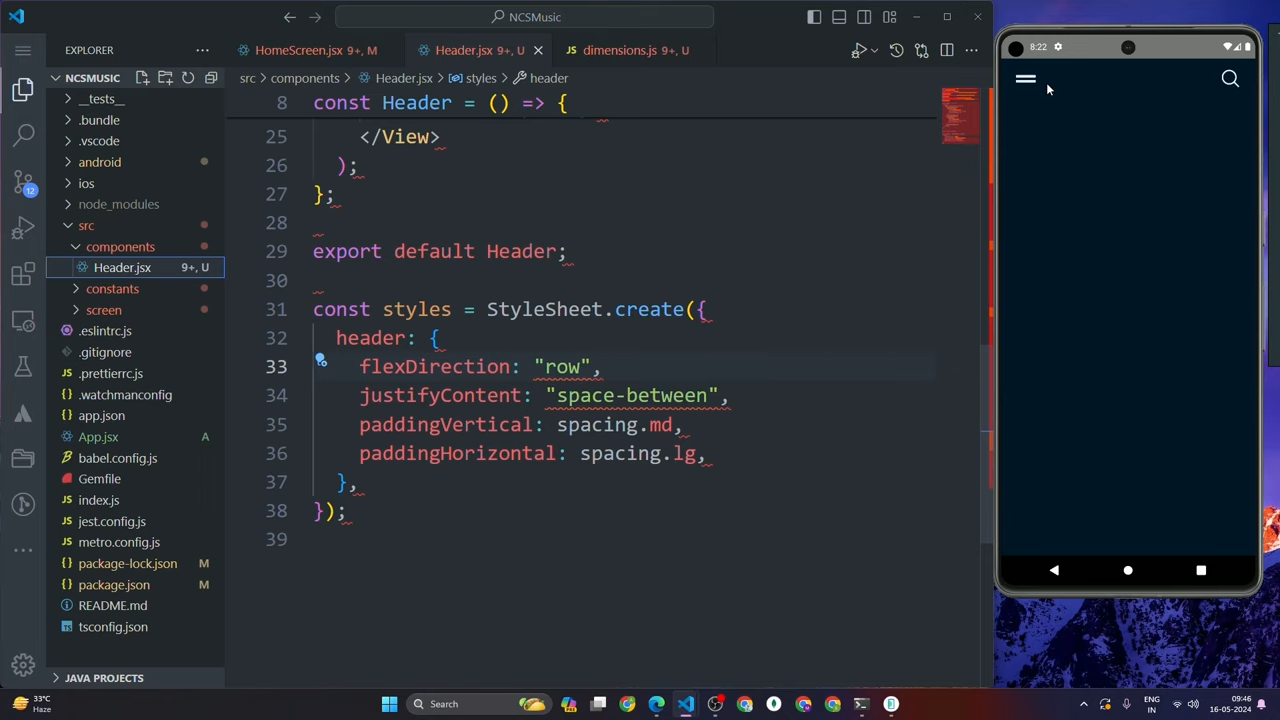 NCSMusic
EXPLORER
HomeScreen.jsx 9+, M
Header.jsx 9+, U
dimensions.js 9+, U
NCSMUSIC
src > components > Header.jsx > styles > header
__tests__
.bundle
.vscode
android
ios
node_modules
src
components
Header.jsx 9+, U
constants
screen
.eslintrc.js
.gitignore
.prettierrc.js
.watchmanconfig
app.json
App.jsx A
babel.config.js
Gemfile
index.js
jest.config.js
metro.config.js
package-lock.json M
package.json M
README.md
tsconfig.json
JAVA PROJECTS
12
8 const Header = () => {
25 </View>
26 );
27 };
28
29 export default Header;
30
31 const styles = StyleSheet.create({
32 header: {
33 flexDirection: "row",
34 justifyContent: "space-between",
35 paddingVertical: spacing.md,
36 paddingHorizontal: spacing.lg,
37 },
38 });
39
8:22
33°C
Haze
Search
ENG
IN
09:46
16-05-2024